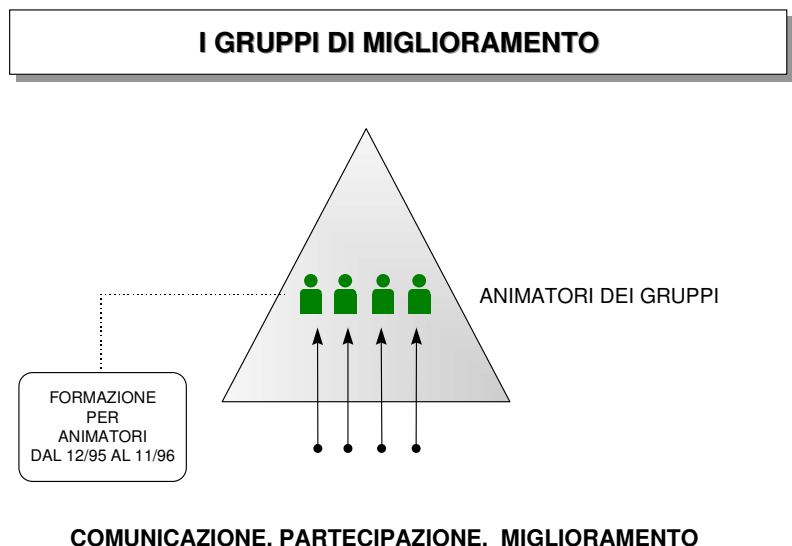 I GRUPPI DI MIGLIORAMENTO
ANIMATORI DEI GRUPPI
FORMAZIONE
PER
ANIMATORI
DAL 12/95 AL 11/96
COMUNICAZIONE, PARTECIPAZIONE, MIGLIORAMENTO